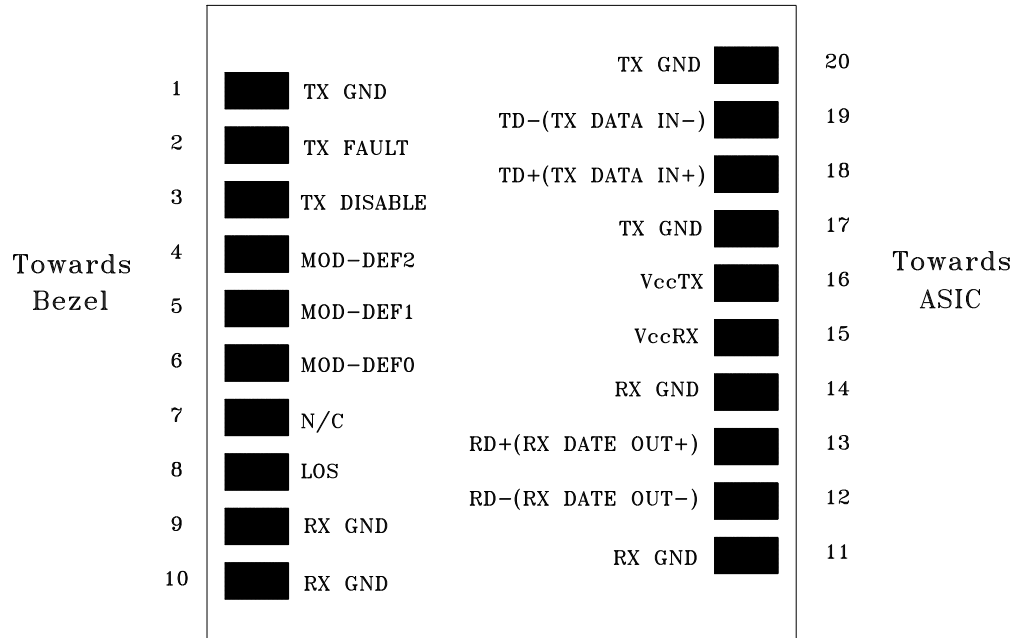 Towards
Bezel
1 TX GND
2 TX FAULT
3 TX DISABLE
4 MOD-DEF2
5 MOD-DEF1
6 MOD-DEF0
7 N/C
8 LOS
9 RX GND
10 RX GND
TX GND 20
TD-(TX DATA IN-) 19
TD+(TX DATA IN+) 18
TX GND 17
VccTX 16
VccRX 15
RX GND 14
RD+(RX DATE OUT+) 13
RD-(RX DATE OUT-) 12
RX GND 11
Towards
ASIC